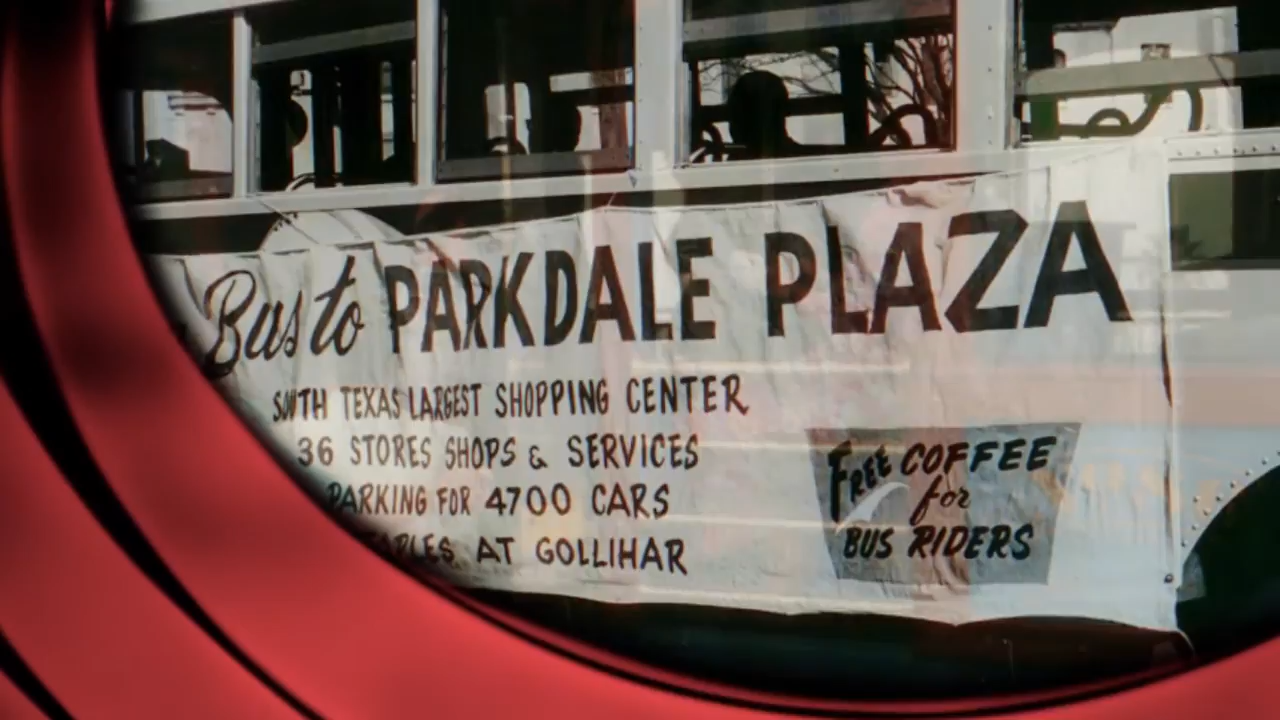 Bus to PARKDALE PLAZA
SOUTH TEXAS LARGEST SHOPPING CENTER
36 STORES SHOPS & SERVICES
PARKING FOR 4700 CARS
AT GOLLIHAR
FREE COFFEE
for
BUS RIDERS